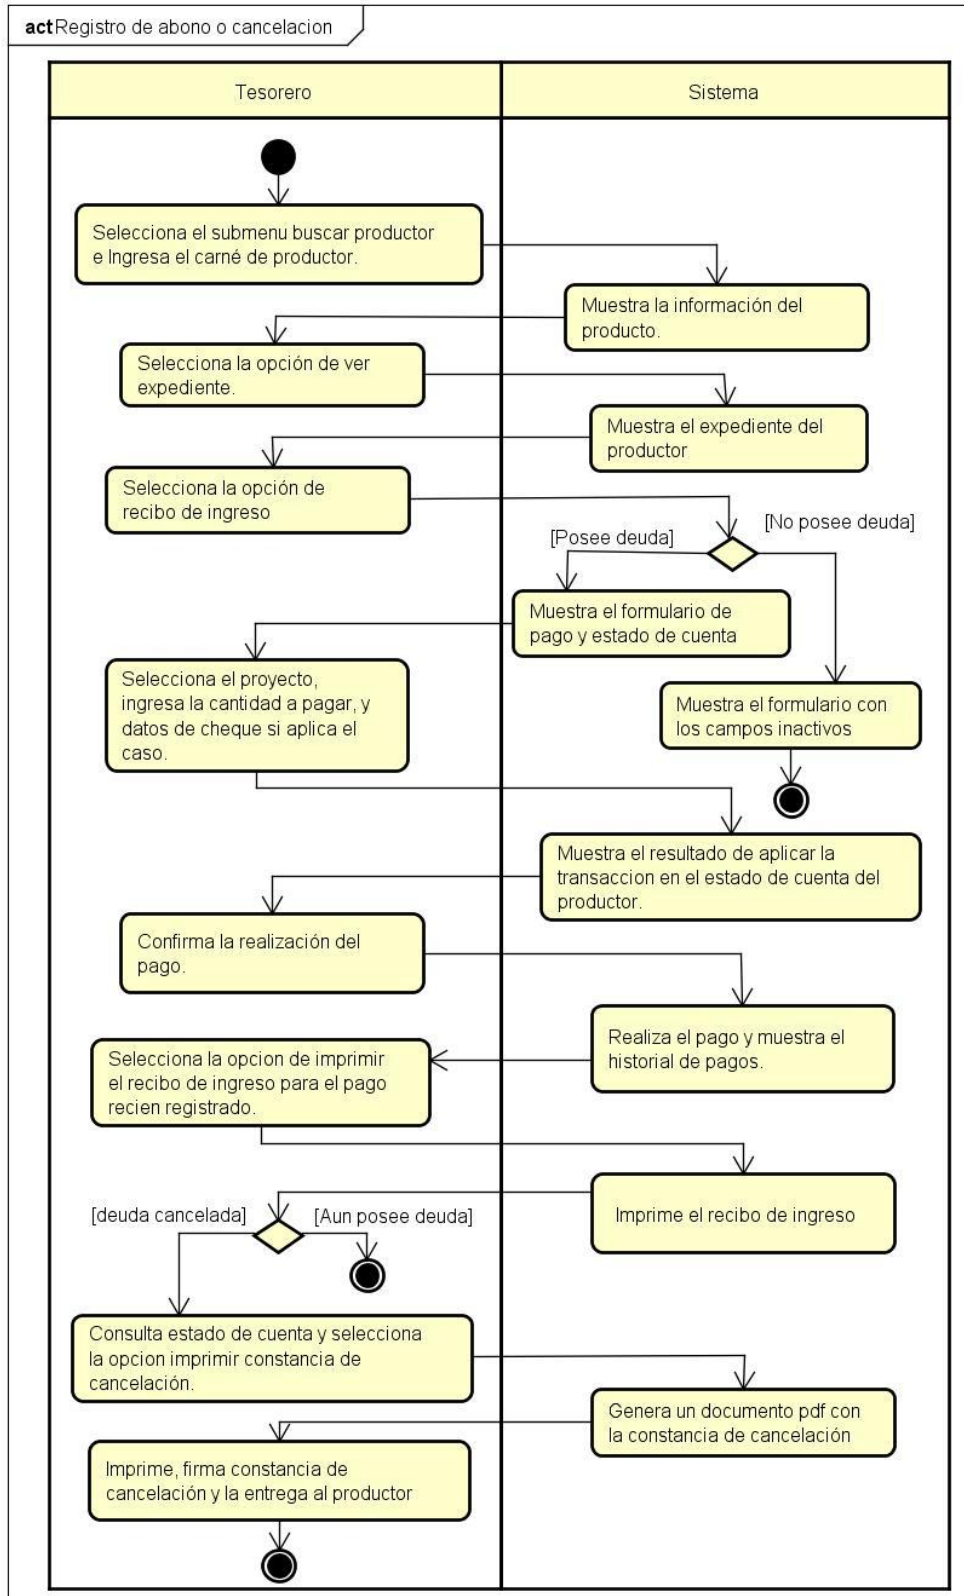 act Registro de abono o cancelacion
Tesorero
Sistema
Selecciona el submenu buscar productor
e Ingresa el carné de productor.
Muestra la información del
producto.
Selecciona la opción de ver
expediente.
Muestra el expediente del
productor
Selecciona la opción de
recibo de ingreso
[Posee deuda]
[No posee deuda]
Muestra el formulario de
pago y estado de cuenta
Selecciona el proyecto,
ingresa la cantidad a pagar, y
datos de cheque si aplica el
caso.
Muestra el formulario con
los campos inactivos
Muestra el resultado de aplicar la
transaccion en el estado de cuenta del
productor.
Confirma la realización del
pago.
Realiza el pago y muestra el
historial de pagos.
Selecciona la opcion de imprimir
el recibo de ingreso para el pago
recien registrado.
Imprime el recibo de ingreso
[deuda cancelada]
[Aun posee deuda]
Consulta estado de cuenta y selecciona
la opcion imprimir constancia de
cancelación.
Genera un documento pdf con
la constancia de cancelación
Imprime, firma constancia de
cancelación y la entrega al productor